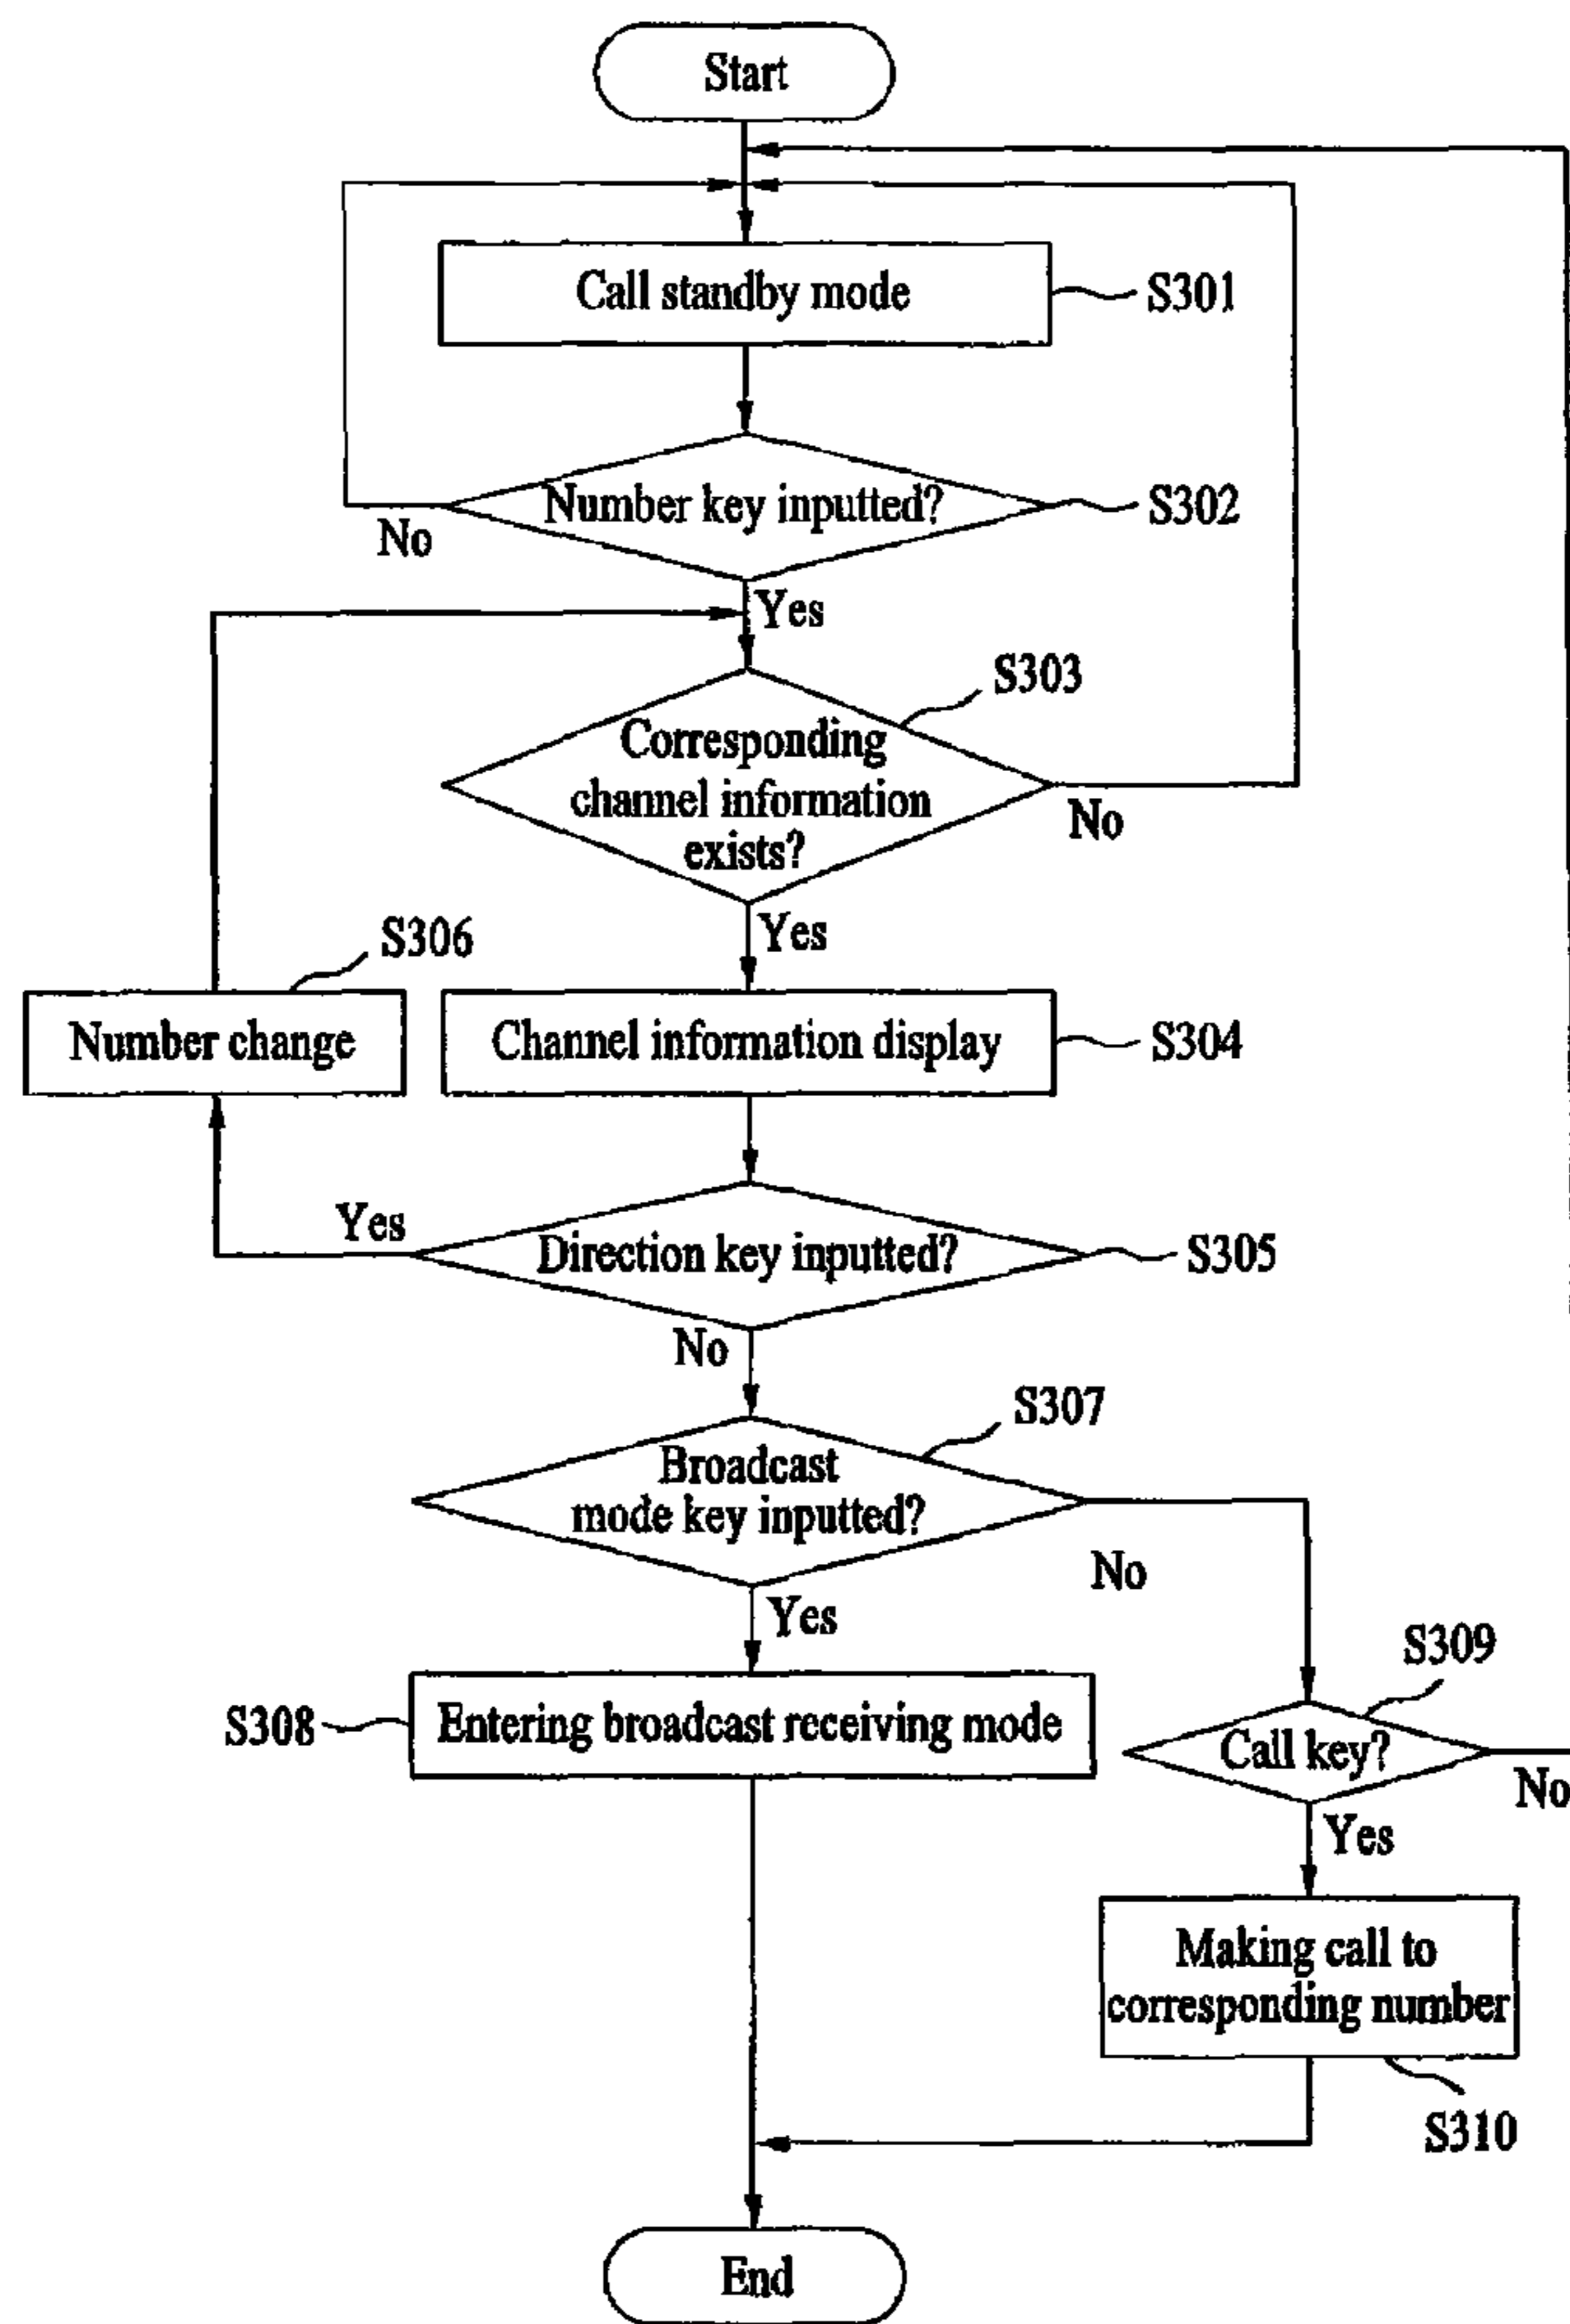 Start
Call standby mode
S301
Number key inputted?
S302
No
Yes
S303
Corresponding
channel information
exists?
No
Yes
S306
Number change
Channel information display
S304
Yes
Direction key inputted?
S305
No
S307
Broadcast
mode key inputted?
No
Yes
S309
S308
Entering broadcast receiving mode
Call key?
No
Yes
Making call to
corresponding number
S310
End